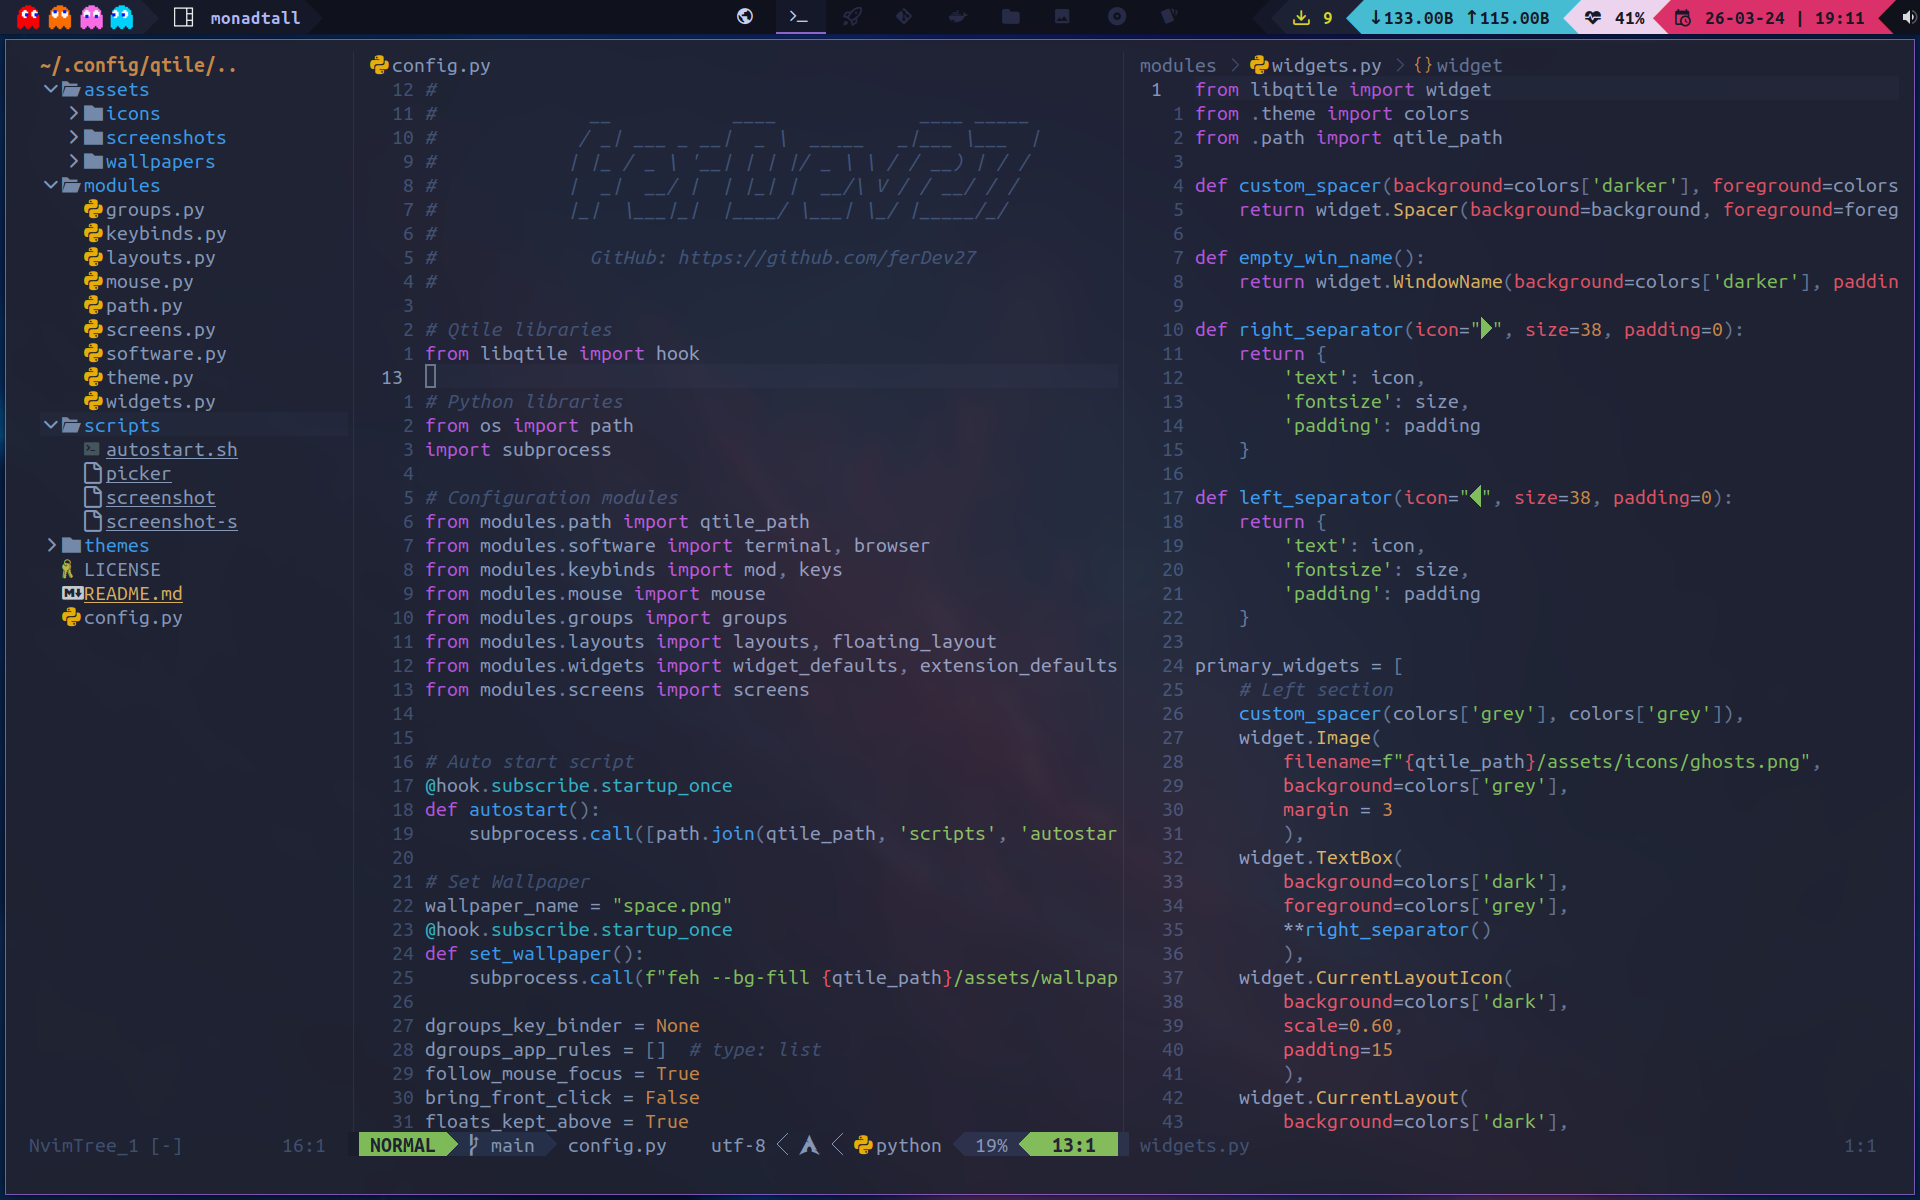 monadtall
9 ↓133.00B ↑115.00B 41% 26-03-24 | 19:11
~/.config/qtile/..
assets
icons
screenshots
wallpapers
modules
groups.py
keybinds.py
layouts.py
mouse.py
path.py
screens.py
software.py
theme.py
widgets.py
scripts
autostart.sh
picker
screenshot
screenshot-s
themes
LICENSE
README.md
config.py
NvimTree_1 [-] 16:1
config.py
12 #
11 #
10 #
9 #
8 #
7 #
6 #
5 # GitHub: https://github.com/ferDev27
4 #
3
2 # Qtile libraries
1 from libqtile import hook
13
1 # Python libraries
2 from os import path
3 import subprocess
4
5 # Configuration modules
6 from modules.path import qtile_path
7 from modules.software import terminal, browser
8 from modules.keybinds import mod, keys
9 from modules.mouse import mouse
10 from modules.groups import groups
11 from modules.layouts import layouts, floating_layout
12 from modules.widgets import widget_defaults, extension_defaults
13 from modules.screens import screens
14
15
16 # Auto start script
17 @hook.subscribe.startup_once
18 def autostart():
19     subprocess.call([path.join(qtile_path, 'scripts', 'autostar
20
21 # Set Wallpaper
22 wallpaper_name = "space.png"
23 @hook.subscribe.startup_once
24 def set_wallpaper():
25     subprocess.call(f"feh --bg-fill {qtile_path}/assets/wallpap
26
27 dgroups_key_binder = None
28 dgroups_app_rules = []  # type: list
29 follow_mouse_focus = True
30 bring_front_click = False
31 floats_kept_above = True
NORMAL main config.py utf-8 python 19% 13:1
modules > widgets.py > {}widget
1 from libqtile import widget
1 from .theme import colors
2 from .path import qtile_path
3
4 def custom_spacer(background=colors['darker'], foreground=colors
5     return widget.Spacer(background=background, foreground=foreg
6
7 def empty_win_name():
8     return widget.WindowName(background=colors['darker'], paddin
9
10 def right_separator(icon="", size=38, padding=0):
11     return {
12         'text': icon,
13         'fontsize': size,
14         'padding': padding
15     }
16
17 def left_separator(icon="", size=38, padding=0):
18     return {
19         'text': icon,
20         'fontsize': size,
21         'padding': padding
22     }
23
24 primary_widgets = [
25     # Left section
26     custom_spacer(colors['grey'], colors['grey']),
27     widget.Image(
28         filename=f"{qtile_path}/assets/icons/ghosts.png",
29         background=colors['grey'],
30         margin = 3
31         ),
32     widget.TextBox(
33         background=colors['dark'],
34         foreground=colors['grey'],
35         **right_separator()
36         ),
37     widget.CurrentLayoutIcon(
38         background=colors['dark'],
39         scale=0.60,
40         padding=15
41         ),
42     widget.CurrentLayout(
43         background=colors['dark'],
widgets.py 1:1